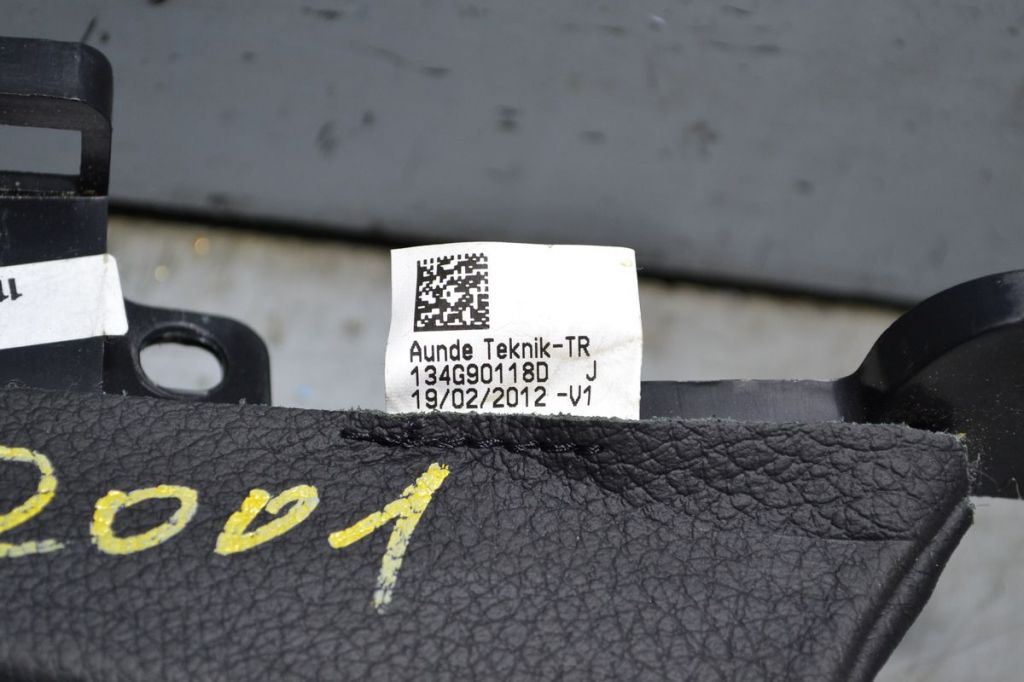 Aunde Teknik-TR
134G90118D J
19/02/2012 -V1
2001